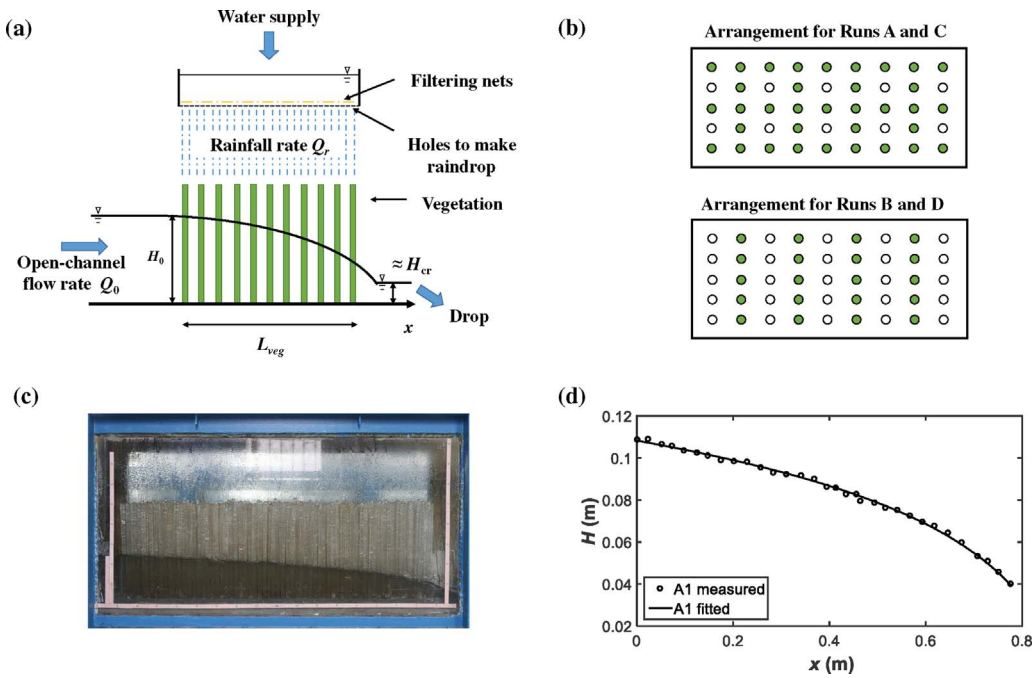 (a)
Water supply
Filtering nets
Rainfall rate Qr
Holes to make
raindrop
Vegetation
H0
Open-channel
flow rate Q0
≈ Hcr
Drop
x
Lveg
(b)
Arrangement for Runs A and C
Arrangement for Runs B and D
(c)
(d)
0.12
0.1
0.08
0.06
0.04
0.02
H (m)
A1 measured
A1 fitted
0
0.2
0.4
0.6
0.8
x (m)